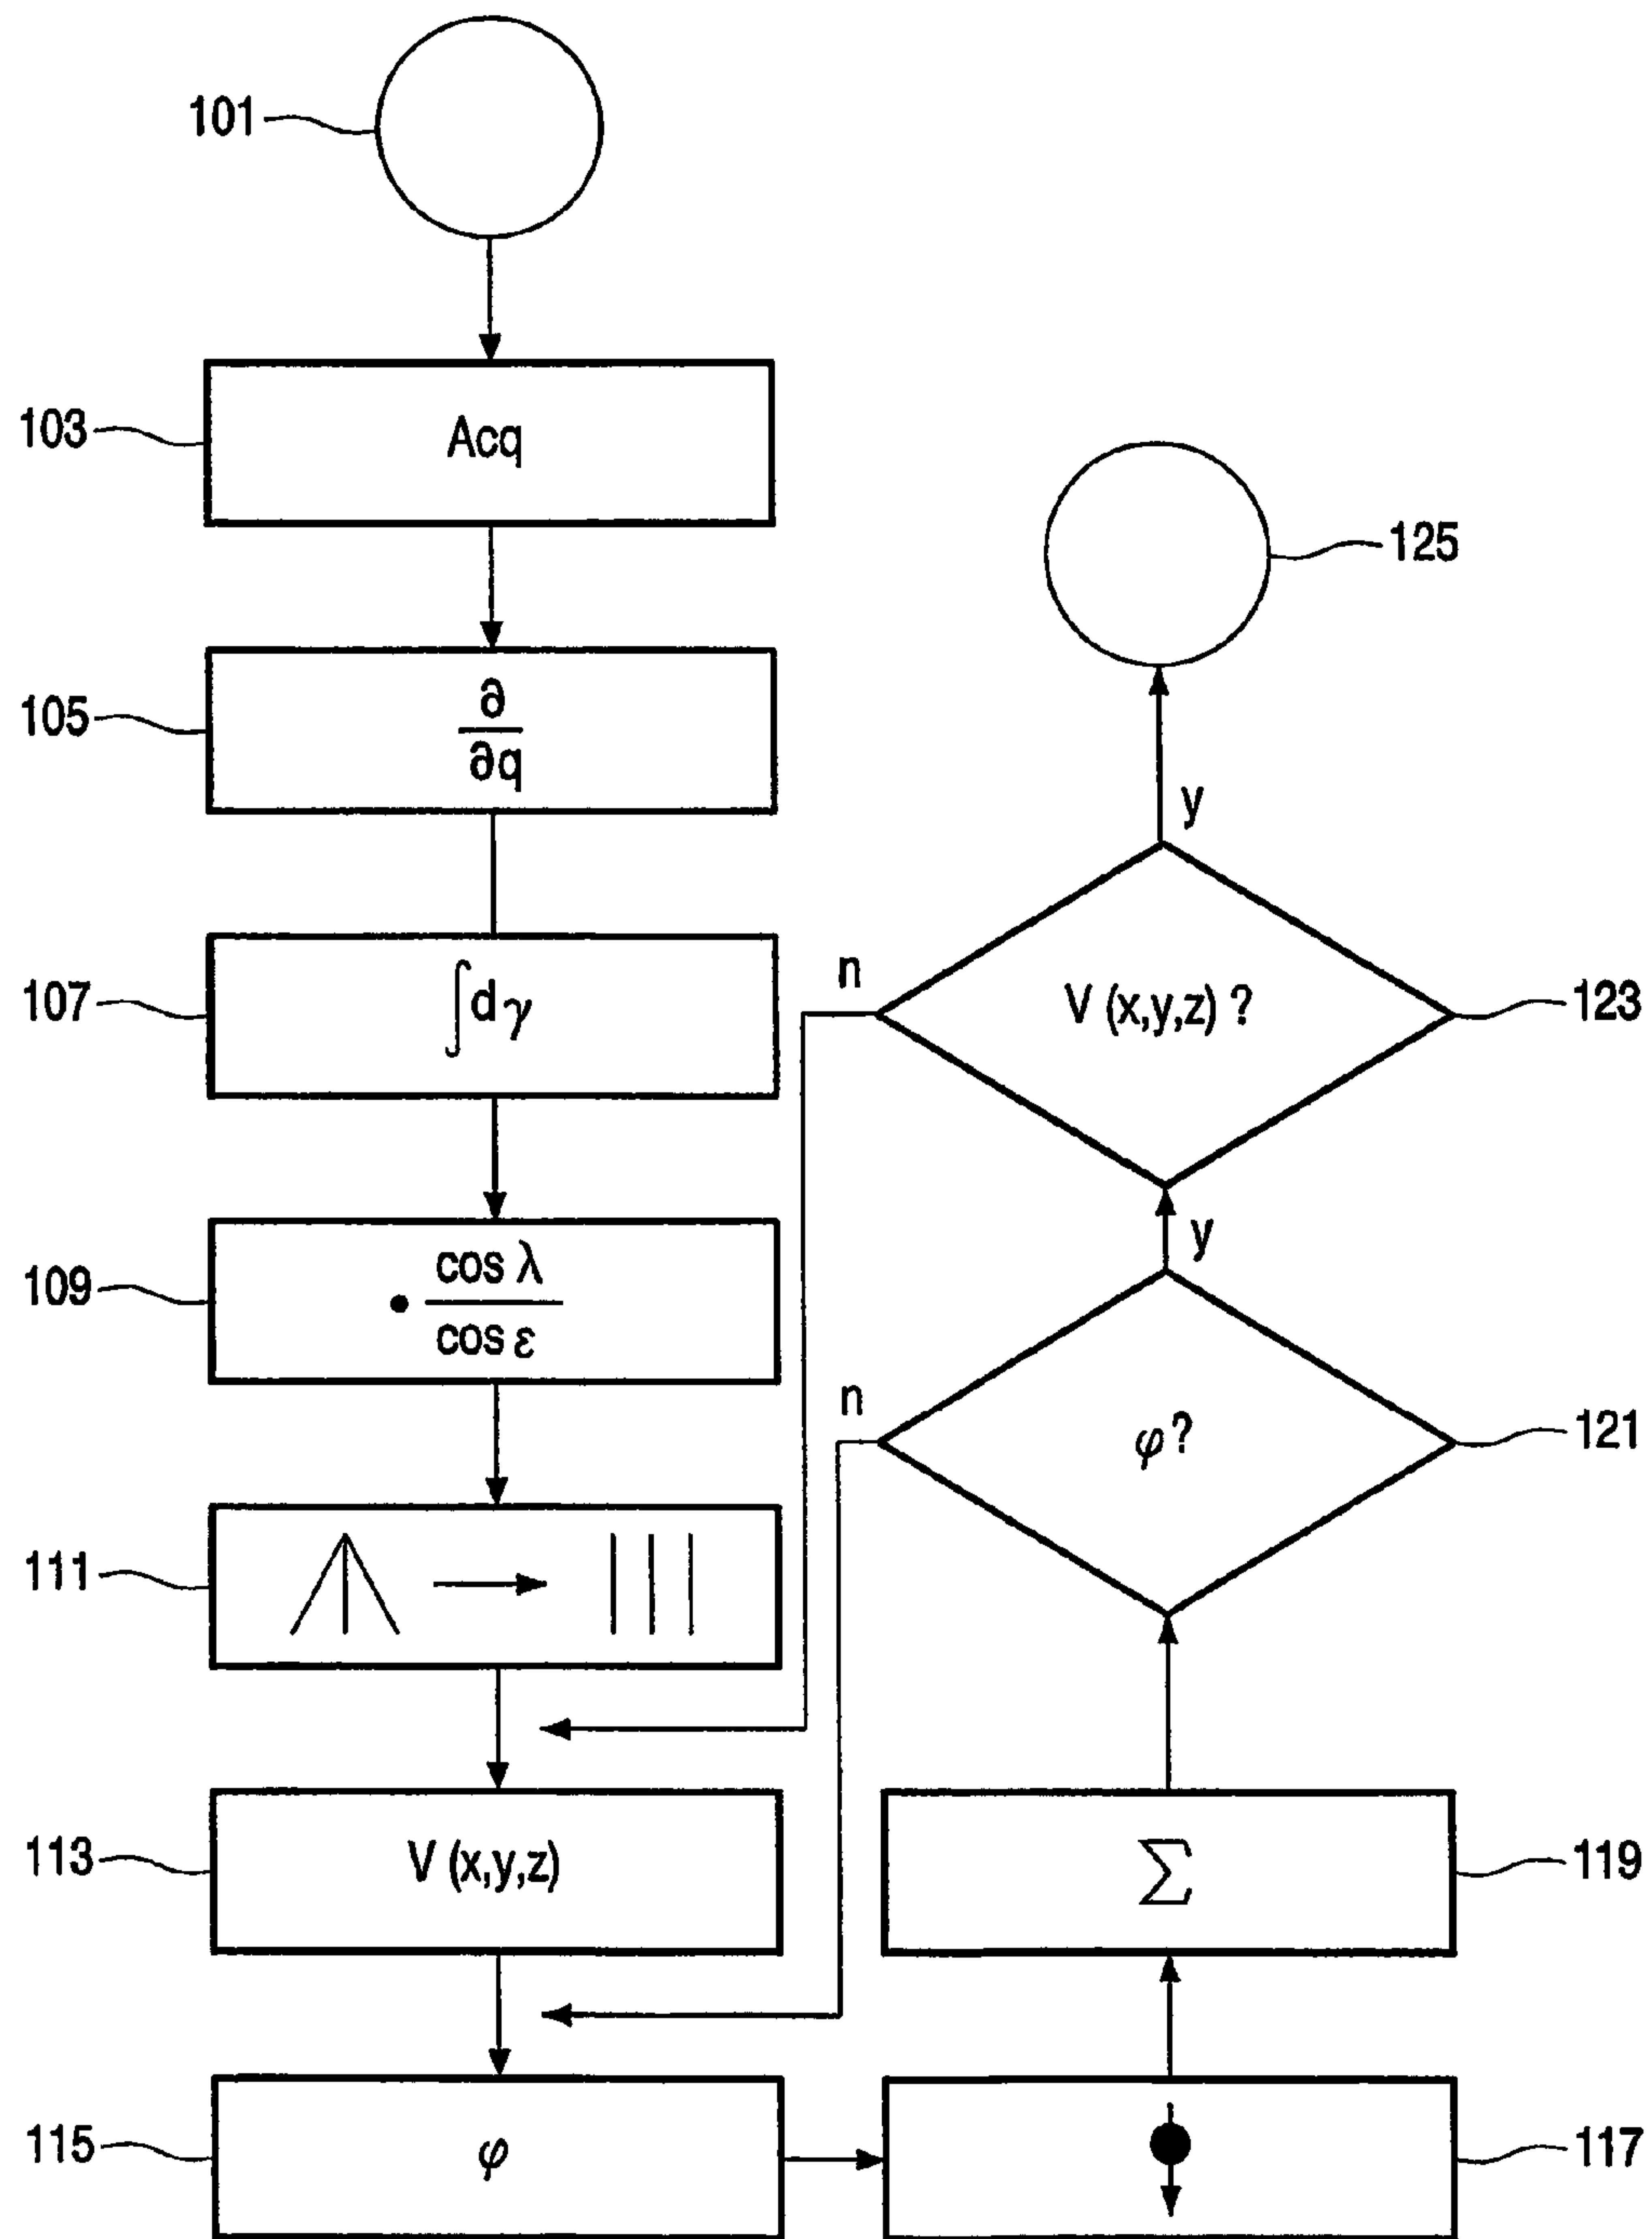 101
103
Acq
105
∂
∂q
107
∫dγ
109
• cos λ
cos ε
111
113
V (x,y,z)
115
φ
117
119
∑
121
φ?
n
y
123
V (x,y,z) ?
n
y
125